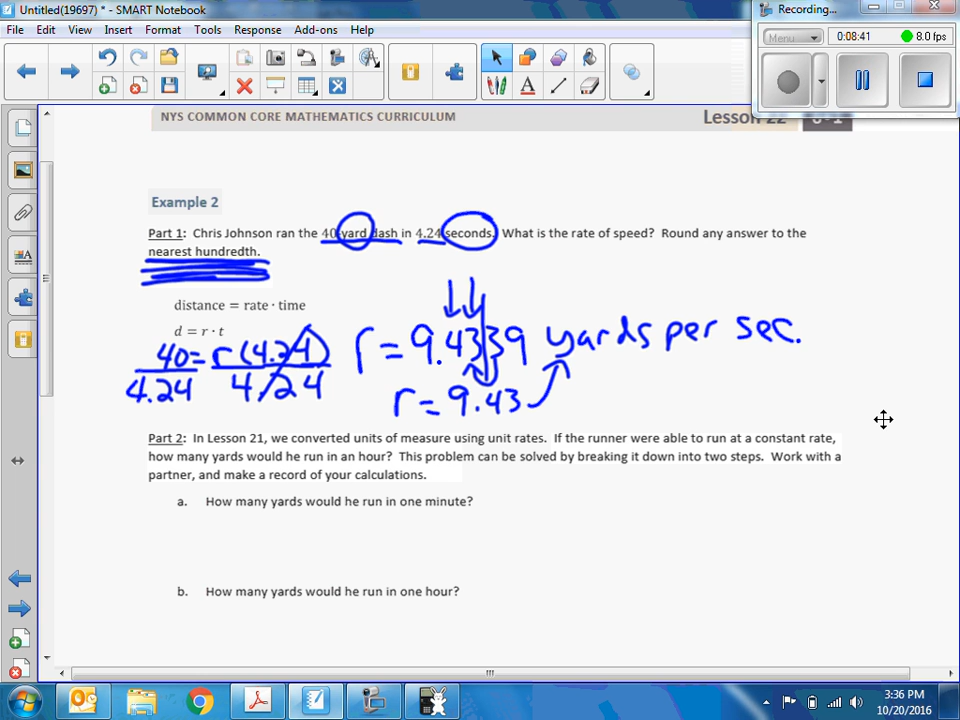 Untitled(19697) * - SMART Notebook
Recording...
File Edit View Insert Format Tools Response Add-ons Help
Menu 0:08:41 8.0 fps
NYS COMMON CORE MATHEMATICS CURRICULUM Lesson 22
Example 2
Part 1: Chris Johnson ran the 40-yard dash in 4.24 seconds. What is the rate of speed? Round any answer to the
nearest hundredth.
distance = rate · time
d = r · t
40 = r (4.24)
4.24 4.24
r = 9.4339 yards per sec.
r = 9.43
Part 2: In Lesson 21, we converted units of measure using unit rates. If the runner were able to run at a constant rate,
how many yards would he run in an hour? This problem can be solved by breaking it down into two steps. Work with a
partner, and make a record of your calculations.
a. How many yards would he run in one minute?
b. How many yards would he run in one hour?
3:36 PM
10/20/2016